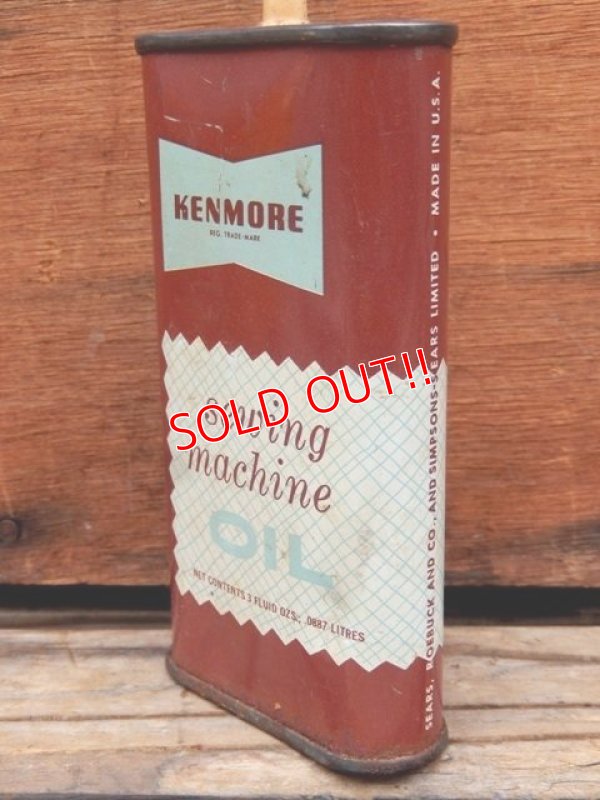 KENMORE
REG. TRADE-MARK
SOLD OUT!!
sewing
machine
OIL
NET CONTENTS 3 FLUID OZS.; .0887 LITRES
SEARS, ROEBUCK AND CO., AND SIMPSONS-SEARS LIMITED • MADE IN U.S.A.